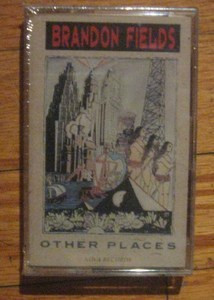 BRANDON FIELDS
OTHER PLACES